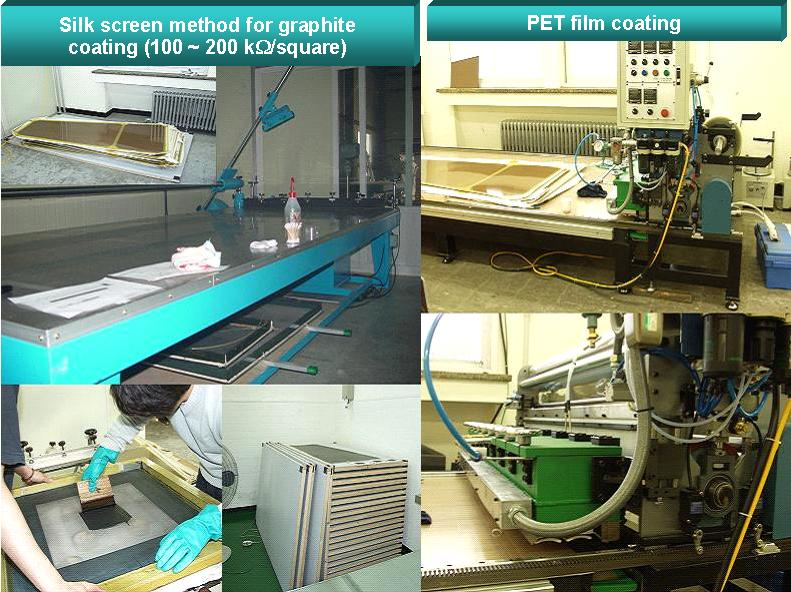 Silk screen method for graphite
coating (100 ~ 200 kΩ/square)
PET film coating